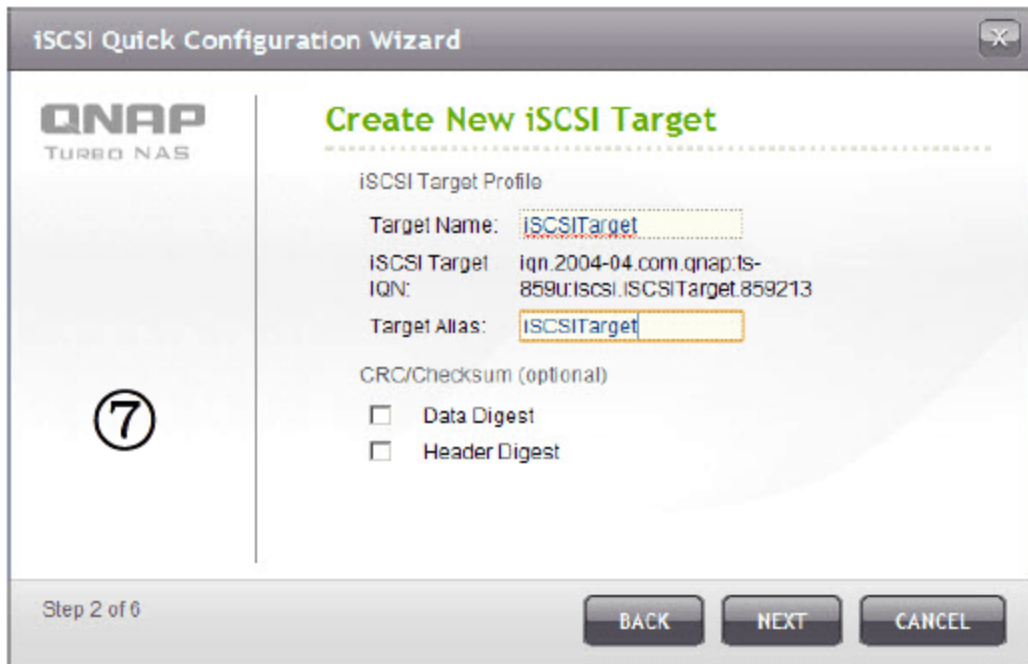 iSCSI Quick Configuration Wizard
QNAP
TURBO NAS
Create New iSCSI Target
iSCSI Target Profile
Target Name: iSCSITarget
iSCSI Target IQN: iqn.2004-04.com.qnap:ts-
859u:iscsi.iSCSITarget.859213
Target Alias: iSCSITarget
CRC/Checksum (optional)
Data Digest
Header Digest
⑦
Step 2 of 6
BACK NEXT CANCEL